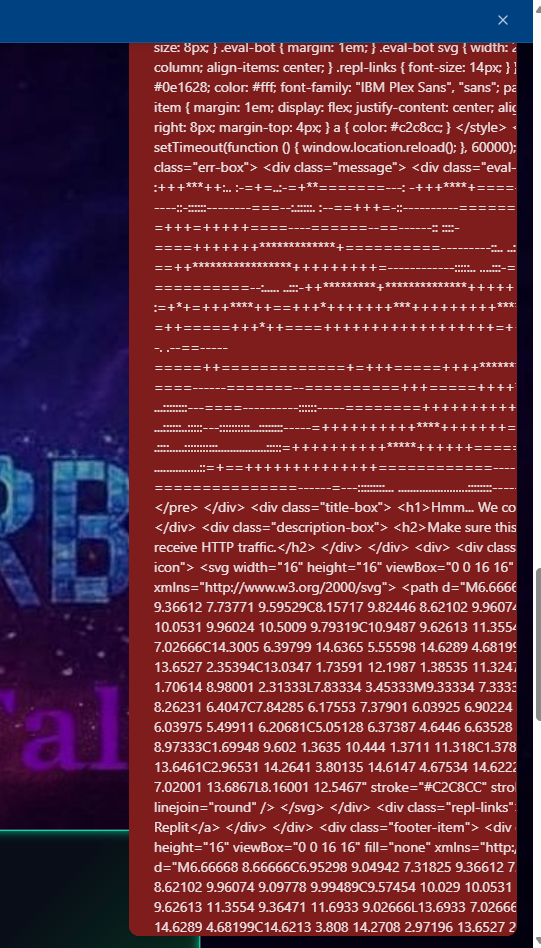 size: 8px; } .eval-bot { margin: 1em; } .eval-bot svg { width: 2
column; align-items: center; } .repl-links { font-size: 14px; } }
#0e1628; color: #fff; font-family: "IBM Plex Sans", "sans"; pa
item { margin: 1em; display: flex; justify-content: center; alig
right: 8px; margin-top: 4px; } a { color: #c2c8cc; } </style> <
setTimeout(function () { window.location.reload(); }, 60000);
class="err-box"> <div class="message"> <div class="eval-
</pre> </div> <div class="title-box"> <h1>Hmm... We co
</div> <div class="description-box"> <h2>Make sure this
receive HTTP traffic.</h2> </div> </div> <div> <div class
icon"> <svg width="16" height="16" viewBox="0 0 16 16"
xmlns="http://www.w3.org/2000/svg"> <path d="M6.6666
9.36612 7.73771 9.59529C8.15717 9.82446 8.62102 9.96074
10.0531 9.96024 10.5009 9.79319C10.9487 9.62613 11.3554
7.02666C14.3005 6.39799 14.6365 5.55598 14.6289 4.68199
13.6527 2.35394C13.0347 1.73591 12.1987 1.38535 11.3247
1.70614 8.98001 2.31333L7.83334 3.45333M9.33334 7.3333
8.26231 6.4047C7.84285 6.17553 7.37901 6.03925 6.90224
6.03975 5.49911 6.20681C5.05128 6.37387 4.6446 6.63528
8.97333C1.69948 9.602 1.3635 10.444 1.3711 11.318C1.378
13.6461C2.96531 14.2641 3.80135 14.6147 4.67534 14.6222
7.02001 13.6867L8.16001 12.5467" stroke="#C2C8CC" strok
linejoin="round" /> </svg> </div> <div class="repl-links"
Replit</a> </div> </div> <div class="footer-item"> <div 
height="16" viewBox="0 0 16 16" fill="none" xmlns="http:
d="M6.66668 8.66666C6.95298 9.04942 7.31825 9.36612 7
8.62102 9.96074 9.09778 9.99489C9.57454 10.029 10.0531
9.62613 11.3554 9.36471 11.6933 9.02666L13.6933 7.02666
14.6289 4.68199C14.6213 3.808 14.2708 2.97196 13.6527 2
RB
Tal